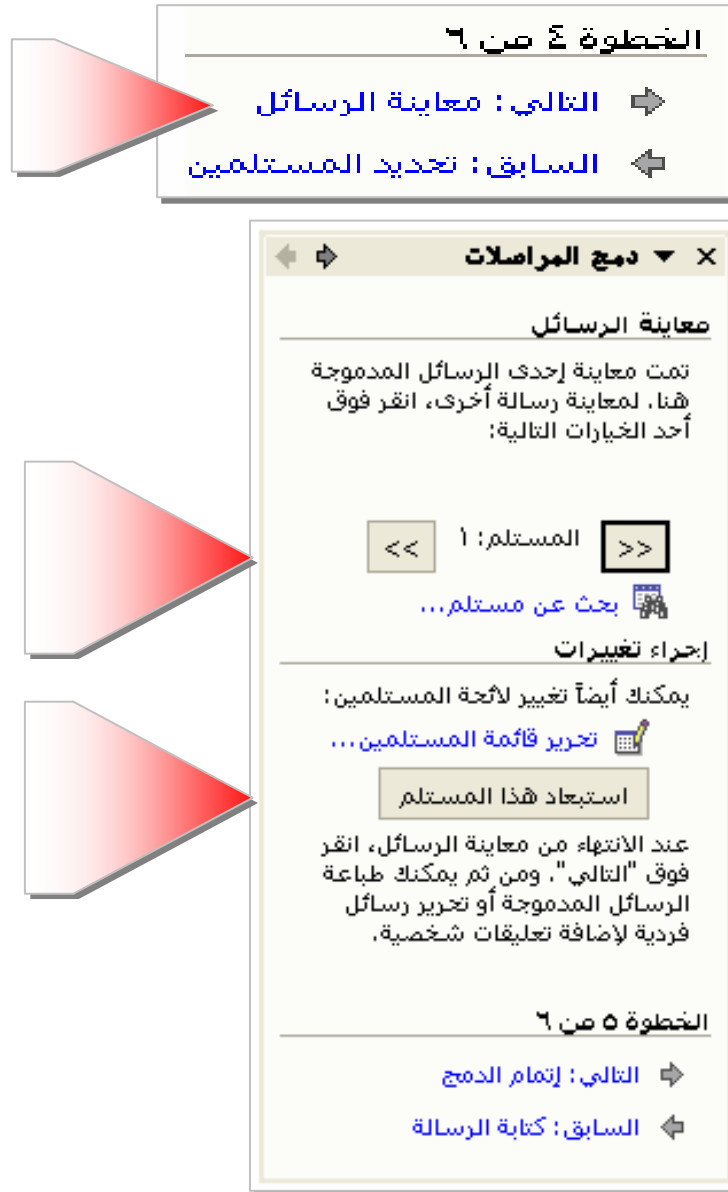 الخطوة ٤ من ٦
التالي: معاينة الرسائل
السابق: تحديد المستلمين
دمج المراصلات
معاينة الرسائل
تمت معاينة إحدى الرسائل المدموجة
هنا. لمعاينة رسالة أخرى، انقر فوق
أحد الخيارات التالية:
<< المستلم: ١ >>
بحث عن مستلم...
إجراء تغييرات
يمكنك أيضاً تغيير لائحة المستلمين:
تحرير قائمة المستلمين...
استبعاد هذا المستلم
عند الانتهاء من معاينة الرسائل، انقر
فوق "التالي". ومن ثم يمكنك طباعة
الرسائل المدموجة أو تحرير رسائل
فردية لإضافة تعليقات شخصية.
الخطوة ٥ من ٦
التالي: إتمام الدمج
السابق: كتابة الرسالة